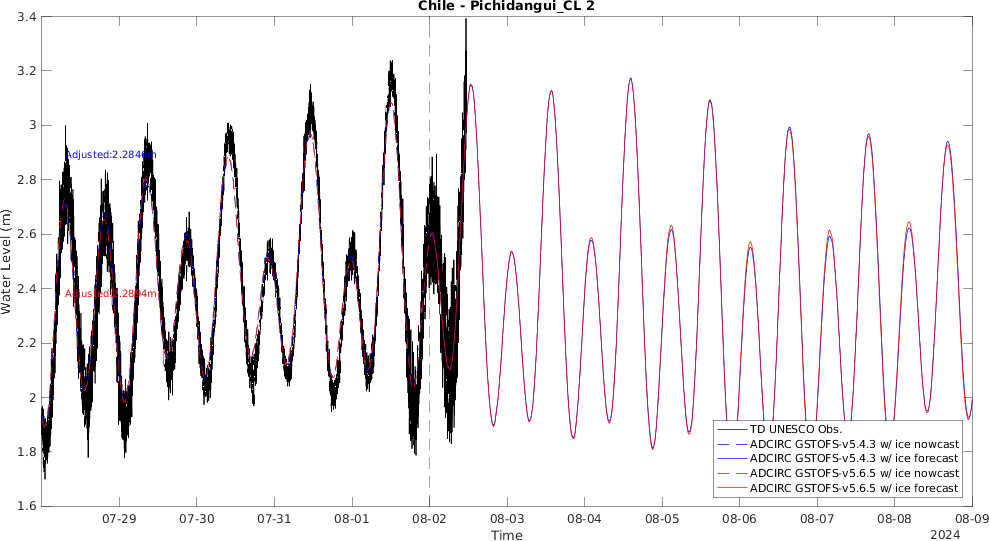 Chile - Pichidangui_CL 2
3.4
3.2
3
2.8
2.6
2.4
2.2
2
1.8
1.6
Water Level (m)
Adjusted:2.2846m
Adjusted:2.2894m
TD UNESCO Obs.
ADCIRC GSTOFS-v5.4.3 w/ ice nowcast
ADCIRC GSTOFS-v5.4.3 w/ ice forecast
ADCIRC GSTOFS-v5.6.5 w/ ice nowcast
ADCIRC GSTOFS-v5.6.5 w/ ice forecast
07-29 07-30 07-31 08-01 08-02 08-03 08-04 08-05 08-06 08-07 08-08 08-09
Time
2024